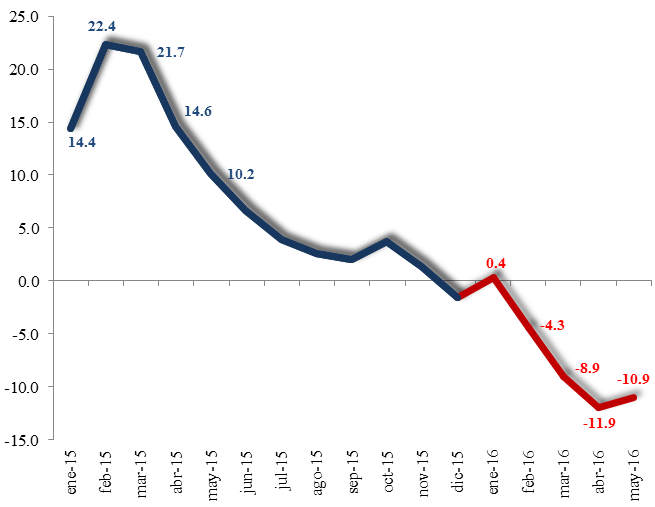 25.0
20.0
15.0
10.0
5.0
0.0
-5.0
-10.0
-15.0
22.4
21.7
14.6
14.4
10.2
0.4
-4.3
-8.9
-10.9
-11.9
ene-15
feb-15
mar-15
abr-15
may-15
jun-15
jul-15
ago-15
sep-15
oct-15
nov-15
dic-15
ene-16
feb-16
mar-16
abr-16
may-16